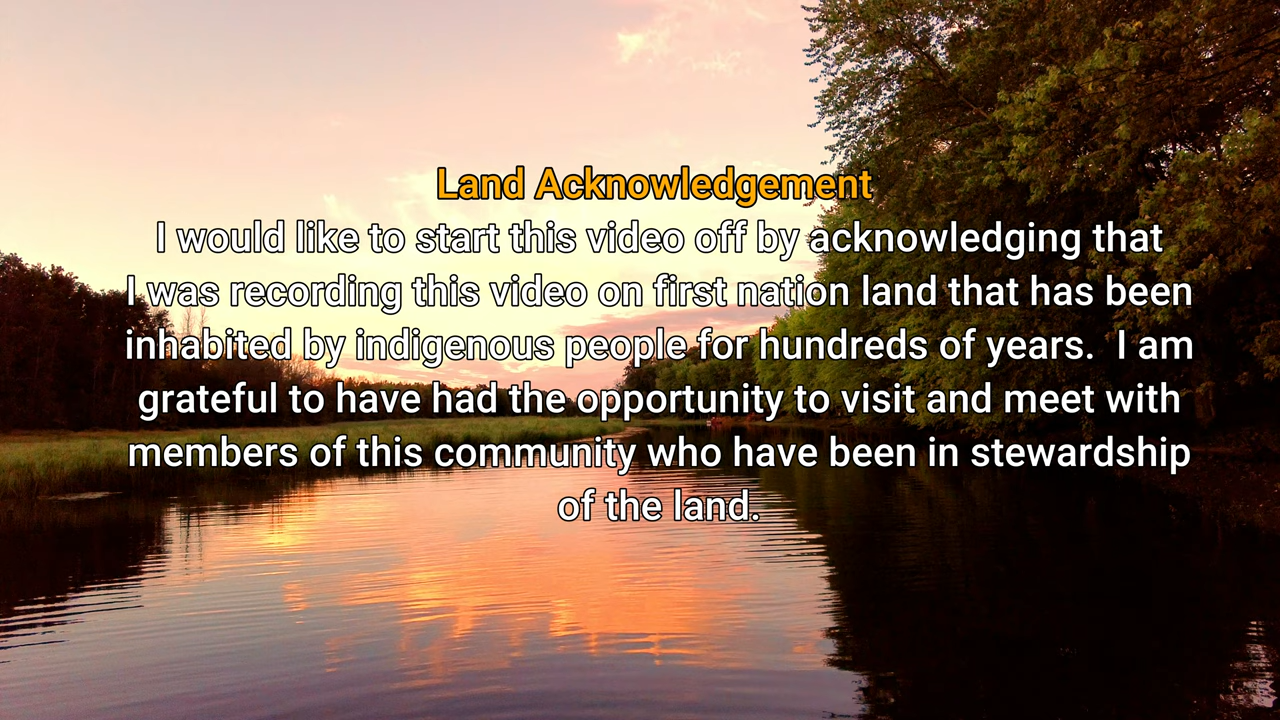 Land Acknowledgement
I would like to start this video off by acknowledging that
I was recording this video on first nation land that has been
inhabited by indigenous people for hundreds of years.  I am
grateful to have had the opportunity to visit and meet with
members of this community who have been in stewardship
of the land.